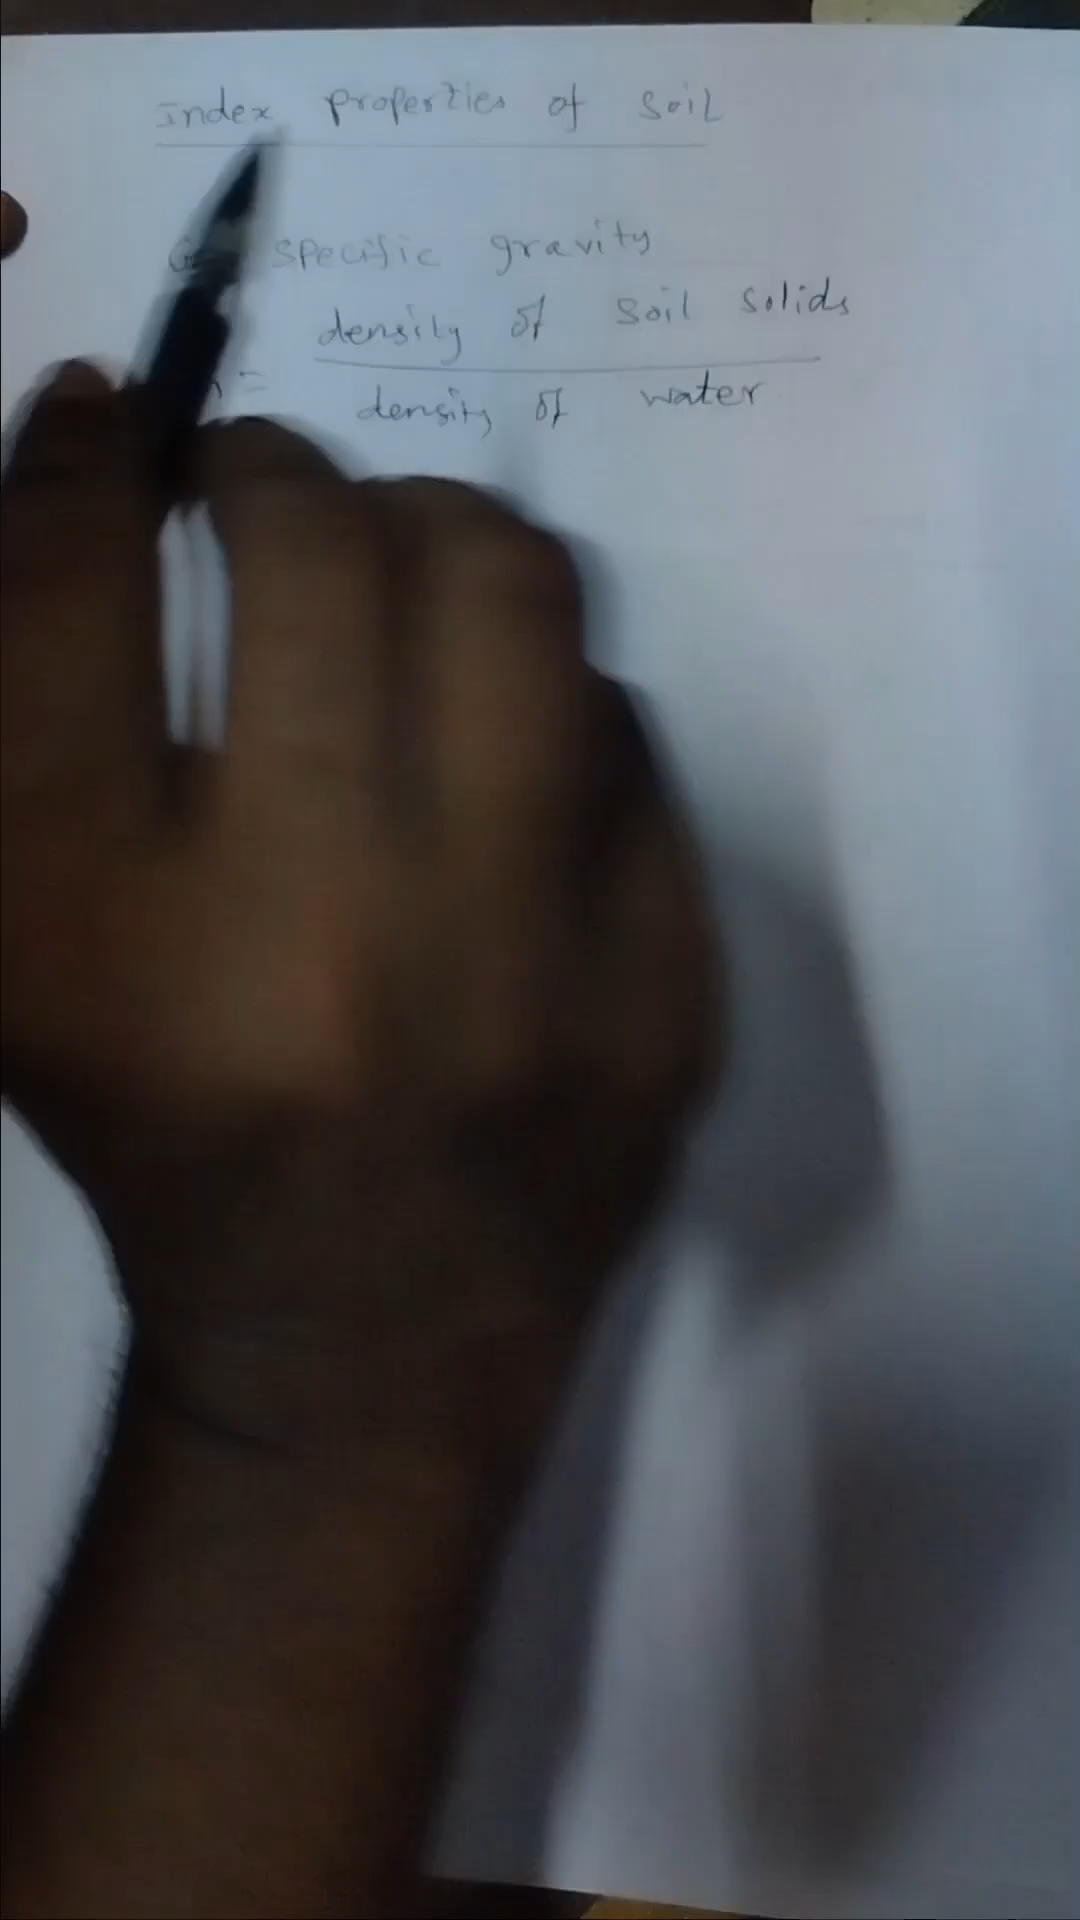 Index properties of soil
specific gravity
density of soil solids
=
density of water